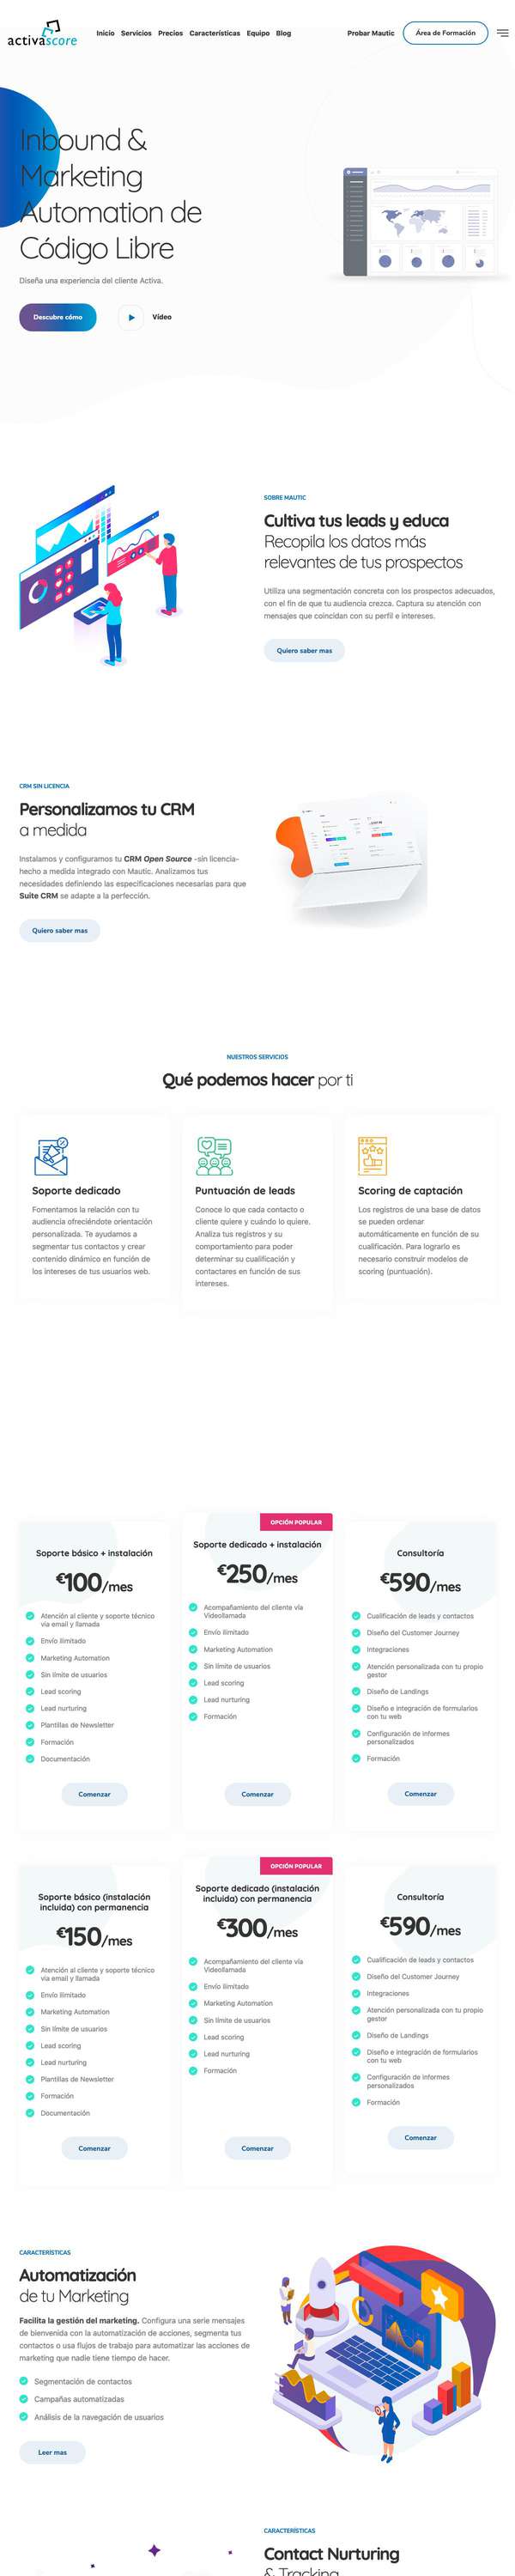 activascore
Inicio Servicios Precios Características Equipo Blog
Probar Mautic
Área de Formación
Inbound &
Marketing
Automation de
Código Libre
Diseña una experiencia del cliente Activa.
Descubre cómo
Vídeo
SOBRE MAUTIC
Cultiva tus leads y educa
Recopila los datos más
relevantes de tus prospectos
Utiliza una segmentación concreta con los prospectos adecuados,
con el fin de que tu audiencia crezca. Captura su atención con
mensajes que coincidan con su perfil e intereses.
Quiero saber mas
CRM SIN LICENCIA
Personalizamos tu CRM
a medida
Instalamos y configuramos tu CRM Open Source -sin licencia-
hecho a medida integrado con Mautic. Analizamos tus
necesidades definiendo las especificaciones necesarias para que
Suite CRM se adapte a la perfección.
Quiero saber mas
NUESTROS SERVICIOS
Qué podemos hacer por ti
Soporte dedicado
Fomentamos la relación con tu
audiencia ofreciéndote orientación
personalizada. Te ayudamos a
segmentar tus contactos y crear
contenido dinámico en función de
los intereses de tus usuarios web.
Puntuación de leads
Conoce lo que cada contacto o
cliente quiere y cuándo lo quiere.
Analiza tus registros y su
comportamiento para poder
determinar su cualificación y
contactares en función de sus
intereses.
Scoring de captación
Los registros de una base de datos
se pueden ordenar
automáticamente en función de su
cualificación. Para lograrlo es
necesario construir modelos de
scoring (puntuación).
Soporte básico + instalación
€100/mes
Atención al cliente y soporte técnico
vía email y llamada
Envío ilimitado
Marketing Automation
Sin límite de usuarios
Lead scoring
Lead nurturing
Plantillas de Newsletter
Formación
Documentación
Comenzar
OPCIÓN POPULAR
Soporte dedicado + instalación
€250/mes
Acompañamiento del cliente vía
Videollamada
Envío ilimitado
Marketing Automation
Sin límite de usuarios
Lead scoring
Lead nurturing
Formación
Comenzar
Consultoría
€590/mes
Cualificación de leads y contactos
Diseño del Customer Journey
Integraciones
Atención personalizada con tu propio
gestor
Diseño de Landings
Diseño e integración de formularios
con tu web
Configuración de informes
personalizados
Formación
Comenzar
Soporte básico (instalación
incluida) con permanencia
€150/mes
Atención al cliente y soporte técnico
vía email y llamada
Envío ilimitado
Marketing Automation
Sin límite de usuarios
Lead scoring
Lead nurturing
Plantillas de Newsletter
Formación
Documentación
Comenzar
OPCIÓN POPULAR
Soporte dedicado (instalación
incluida) con permanencia
€300/mes
Acompañamiento del cliente vía
Videollamada
Envío ilimitado
Marketing Automation
Sin límite de usuarios
Lead scoring
Lead nurturing
Formación
Comenzar
Consultoría
€590/mes
Cualificación de leads y contactos
Diseño del Customer Journey
Integraciones
Atención personalizada con tu propio
gestor
Diseño de Landings
Diseño e integración de formularios
con tu web
Configuración de informes
personalizados
Formación
Comenzar
CARACTERÍSTICAS
Automatización
de tu Marketing
Facilita la gestión del marketing. Configura una serie mensajes
de bienvenida con la automatización de acciones, segmenta tus
contactos o usa flujos de trabajo para automatizar las acciones de
marketing que nadie tiene tiempo de hacer.
Segmentación de contactos
Campañas automatizadas
Análisis de la navegación de usuarios
Leer mas
CARACTERÍSTICAS
Contact Nurturing
& Tracking